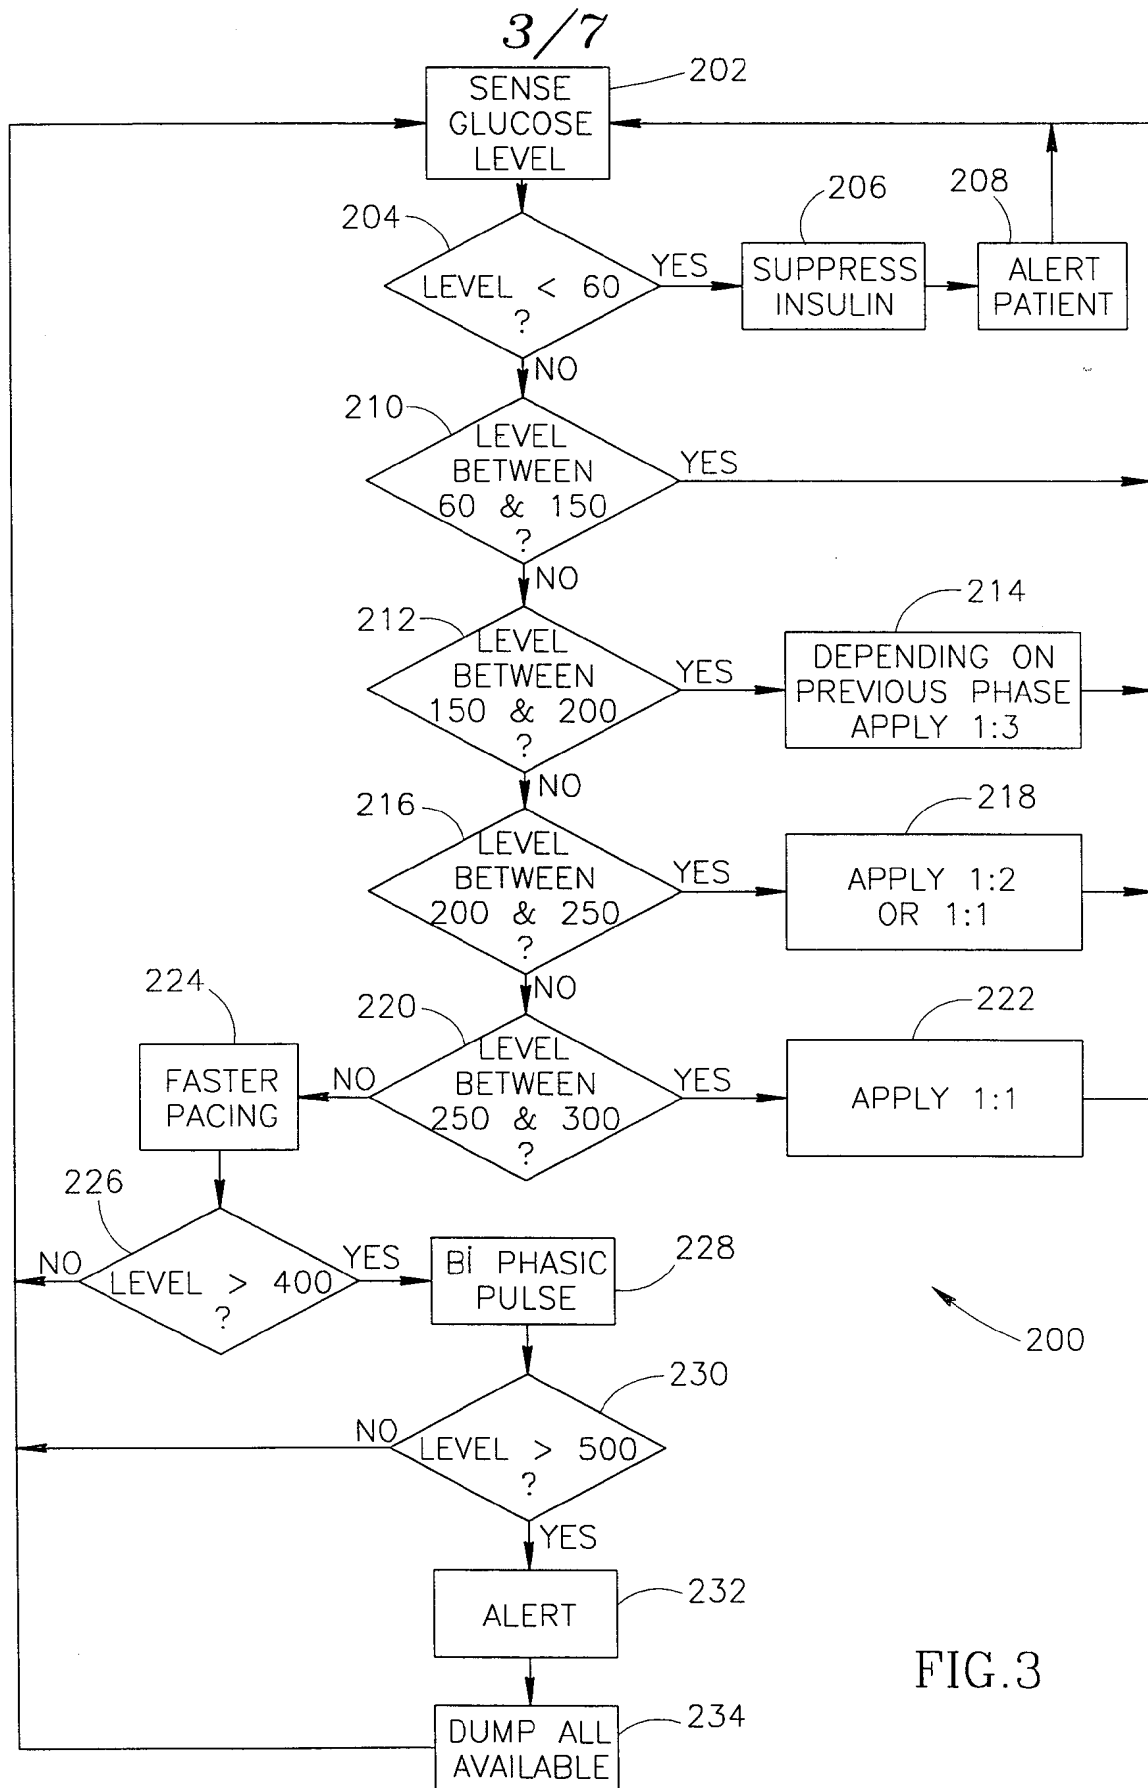 3/7
202
SENSE
GLUCOSE
LEVEL
204
LEVEL < 60
?
YES
206
SUPPRESS
INSULIN
208
ALERT
PATIENT
NO
210
LEVEL
BETWEEN
60 & 150
?
YES
NO
212
LEVEL
BETWEEN
150 & 200
?
YES
214
DEPENDING ON
PREVIOUS PHASE
APPLY 1:3
NO
216
LEVEL
BETWEEN
200 & 250
?
YES
218
APPLY 1:2
OR 1:1
NO
220
LEVEL
BETWEEN
250 & 300
?
YES
222
APPLY 1:1
NO
224
FASTER
PACING
226
LEVEL > 400
?
NO
YES
228
Bi PHASIC
PULSE
200
230
LEVEL > 500
?
NO
YES
232
ALERT
234
DUMP ALL
AVAILABLE
FIG.3